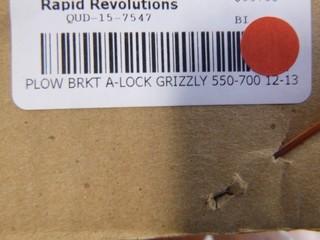 Rapid Revolutions
QUD-15-7547 BI
PLOW BRKT A-LOCK GRIZZLY 550-700 12-13